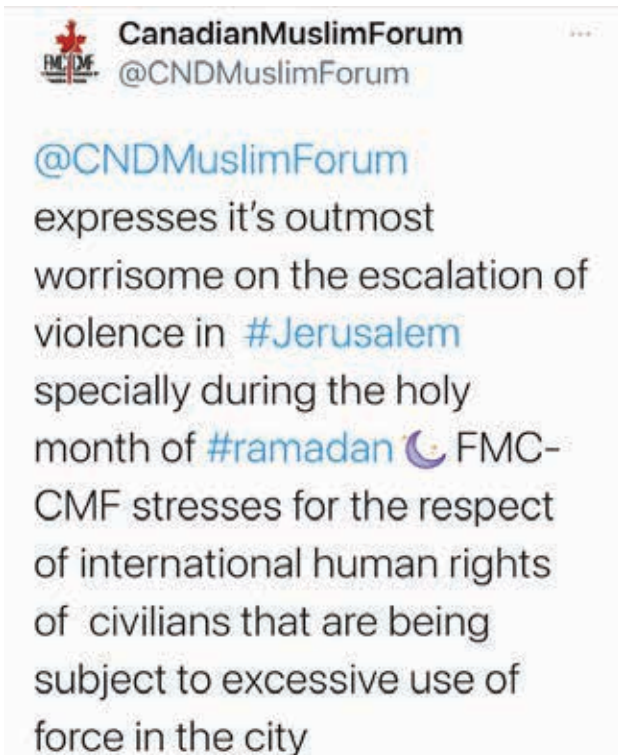 CanadianMuslimForum
FMC CMF
@CNDMuslimForum
@CNDMuslimForum
expresses it's outmost
worrisome on the escalation of
violence in #Jerusalem
specially during the holy
month of #ramadan 🌙 FMC-
CMF stresses for the respect
of international human rights
of civilians that are being
subject to excessive use of
force in the city